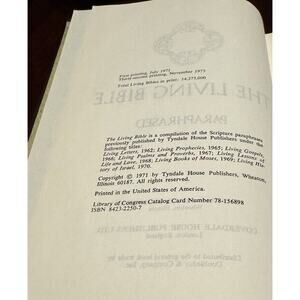 First printing, July 1971
Thirty-second printing, November 1973
Total Living Bibles in print: 14,275,000
THE LIVING BIBLE
PARAPHRASED
The Living Bible is a compilation of the Scripture paraphrases
previously published by Tyndale House Publishers under the
following titles:
Living Letters, 1962; Living Prophecies, 1965; Living Gospels,
1966; Living Psalms and Proverbs, 1967; Living Lessons of
Life and Love, 1968; Living Books of Moses, 1969; Living His-
tory of Israel, 1970.
Copyright © 1971 by Tyndale House Publishers, Wheaton,
Illinois 60187. All rights reserved.
Printed in the United States of America.
Library of Congress Catalog Card Number 78-156898
ISBN 8423-2250-7
COVERDALE HOUSE PUBLISHERS LTD.
London, England
Distributed to the general book trade by
Doubleday & Company, Inc.